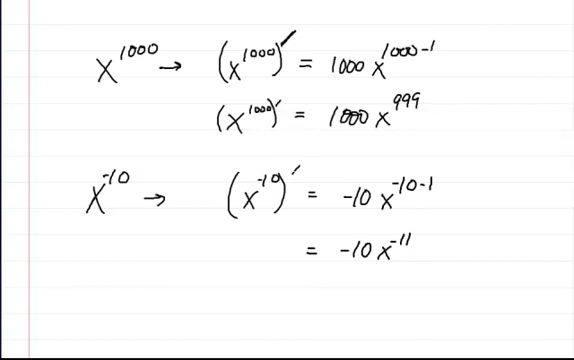 x^1000 → (x^1000)′ = 1000 x^1000-1
(x^1000)′ = 1000 x^999
x^-10 → (x^-10)′ = -10 x^-10-1
= -10 x^-11